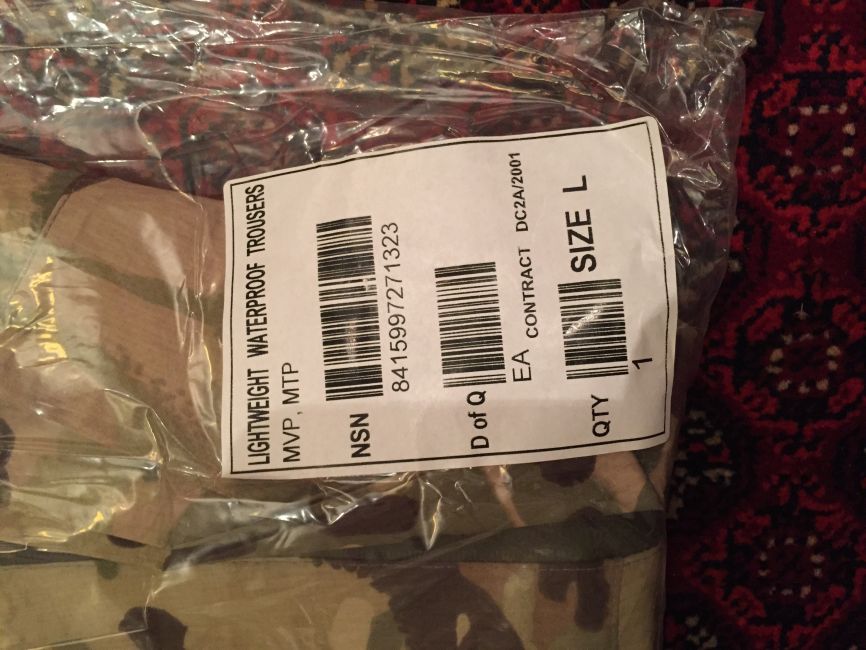 LIGHTWEIGHT WATERPROOF TROUSERS
MVP, MTP
NSN
8415997271323
D of Q
EA CONTRACT DC2A/2001
QTY
1
SIZE L